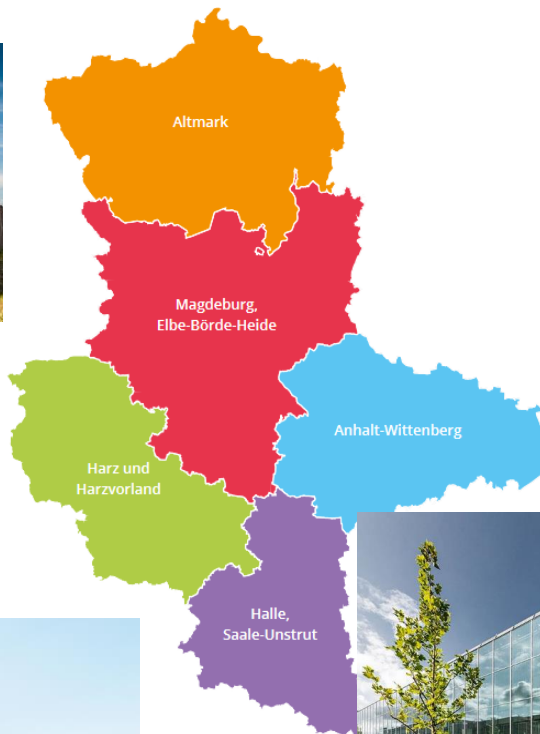 Altmark
Magdeburg,
Elbe-Börde-Heide
Anhalt-Wittenberg
Harz und
Harzvorland
Halle,
Saale-Unstrut